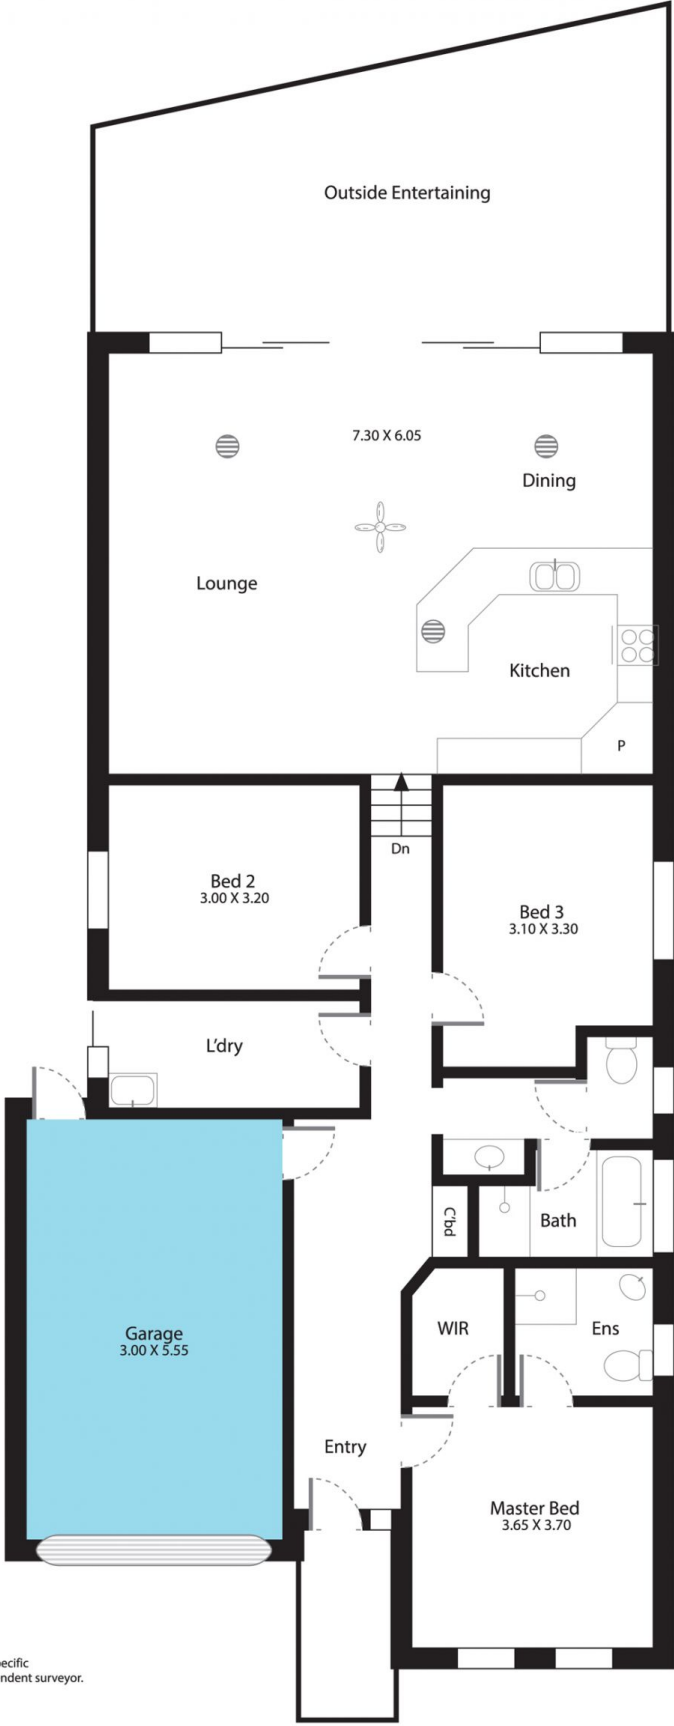 Outside Entertaining
7.30 X 6.05
Dining
Lounge
Kitchen
P
Dn
Bed 2
3.00 X 3.20
Bed 3
3.10 X 3.30
L'dry
C'bd
Bath
Garage
3.00 X 5.55
WIR
Ens
Entry
Master Bed
3.65 X 3.70
surveyor.